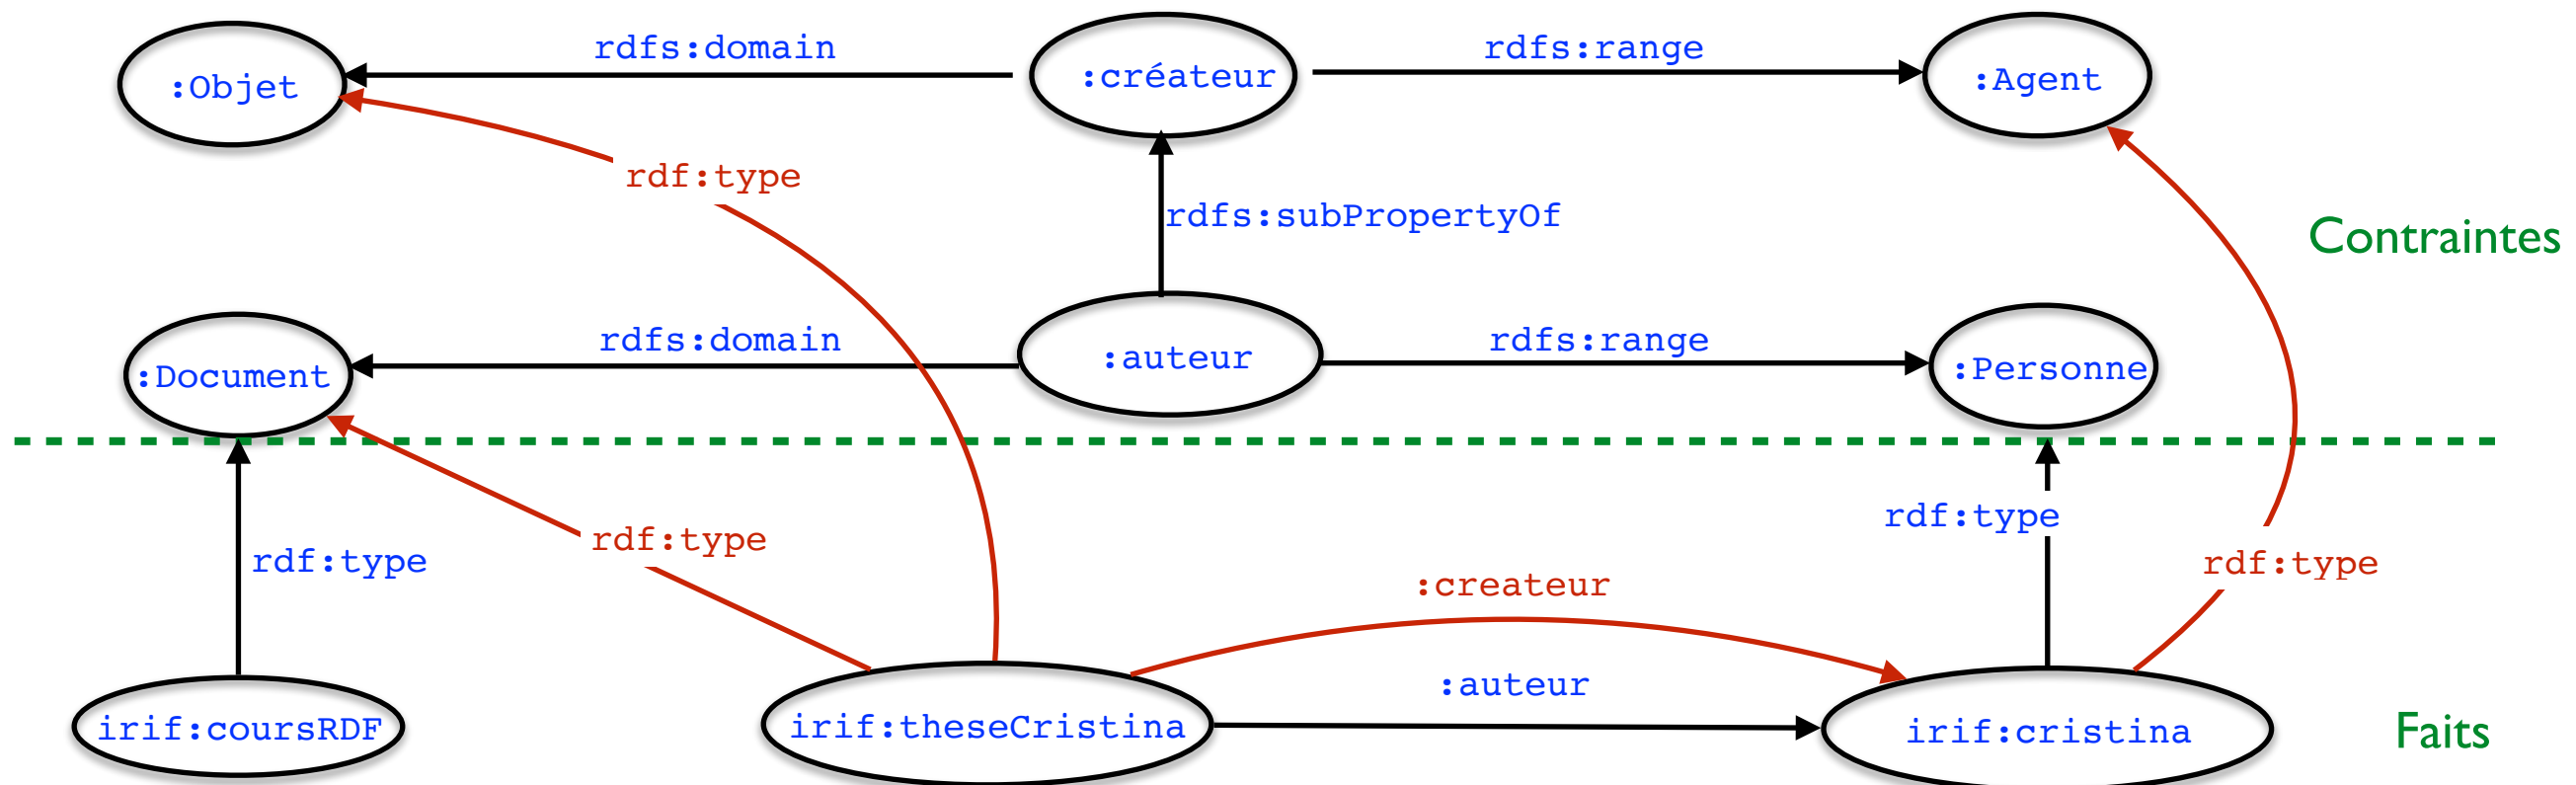 rdfs:domain
rdfs:range
:Objet
:créateur
:Agent
rdf:type
rdfs:subPropertyOf
Contraintes
rdfs:domain
rdfs:range
:Document
:auteur
:Personne
rdf:type
rdf:type
rdf:type
:createur
rdf:type
:auteur
irif:coursRDF
irif:theseCristina
irif:cristina
Faits